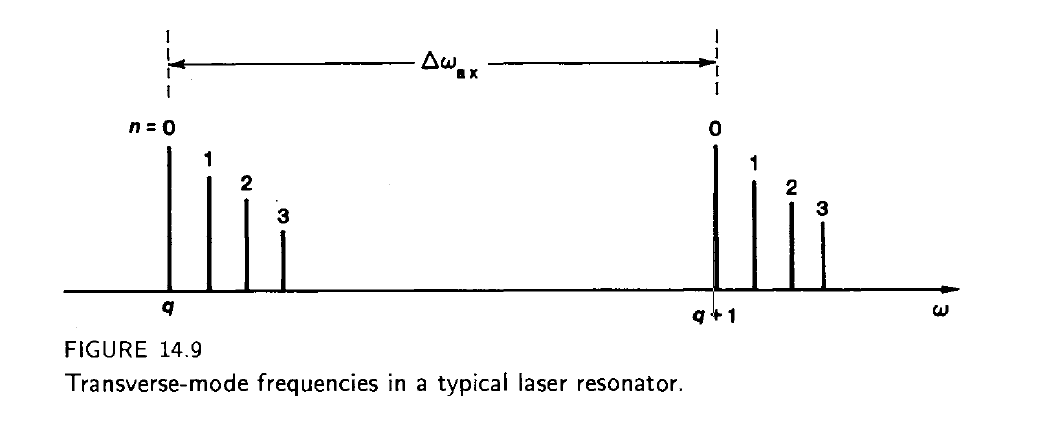 Δω_ax
n = 0
1
2
3
0
1
2
3
q
q + 1
ω
FIGURE 14.9
Transverse-mode frequencies in a typical laser resonator.